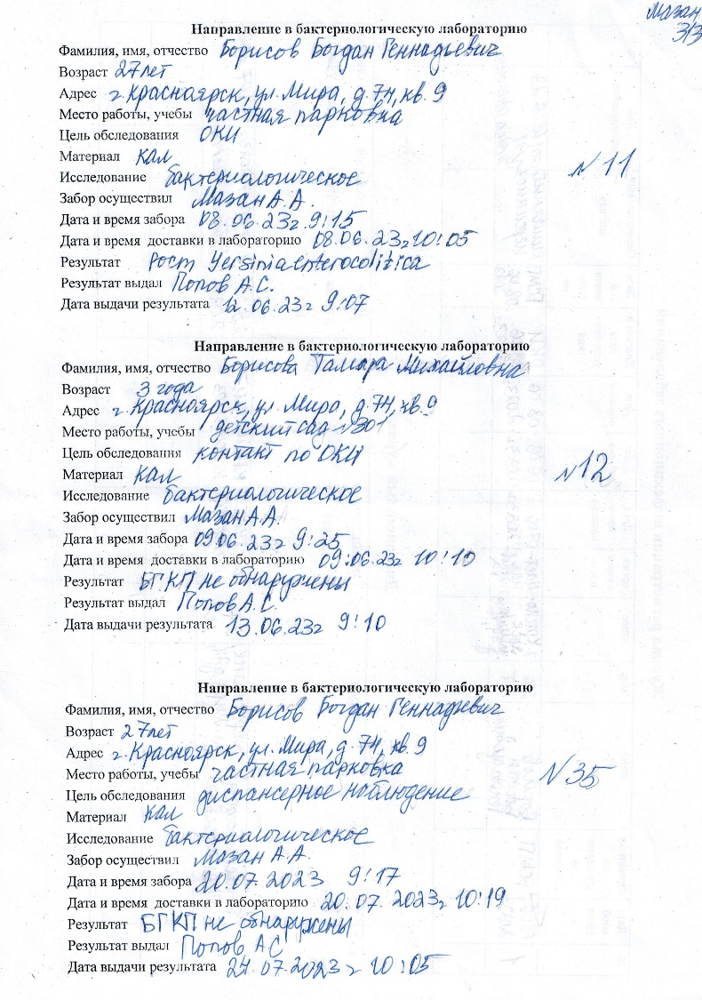 Мазан
313
Направление в бактериологическую лабораторию
Фамилия, имя, отчество Борисов Богдан Геннадьевич
Возраст 27 лет
Адрес г. Красноярск, ул. Мира, д. 74, кв. 9
Место работы, учебы частная парковка
Цель обследования ОКИ
Материал кал
Исследование бактериологическое
№ 11
Забор осуществил Мазан А.А.
Дата и время забора 08.06.23г 9:15
Дата и время доставки в лабораторию 08.06.23г 10:05
Результат Рост Yersinia enterocolitica
Результат выдал Попов А.С.
Дата выдачи результата 12.06.23г 9:07
Направление в бактериологическую лабораторию
Фамилия, имя, отчество Борисова Тамара Михайловна
Возраст 3 года
Адрес г. Красноярск, ул. Мира, д. 74, кв. 9
Место работы, учебы детский сад №301
Цель обследования контакт по ОКИ
Материал кал
№12
Исследование бактериологическое
Забор осуществил Мазан А.А.
Дата и время забора 09.06.23г 9:25
Дата и время доставки в лабораторию 09.06.23г 10:10
Результат БГКП не обнаружены
Результат выдал Попов А.С.
Дата выдачи результата 13.06.23г 9:10
Направление в бактериологическую лабораторию
Фамилия, имя, отчество Борисов Богдан Геннадиевич
Возраст 27 лет
Адрес г. Красноярск, ул. Мира, д. 74, кв. 9
Место работы, учебы частная парковка
№35
Цель обследования диспансерное наблюдение
Материал кал
Исследование бактериологическое
Забор осуществил Мазан А.А.
Дата и время забора 20.07.2023 9:17
Дата и время доставки в лабораторию 20.07.2023г 10:19
Результат БГКП не обнаружены
Результат выдал Попов АС
Дата выдачи результата 24.07.2023г 10:05